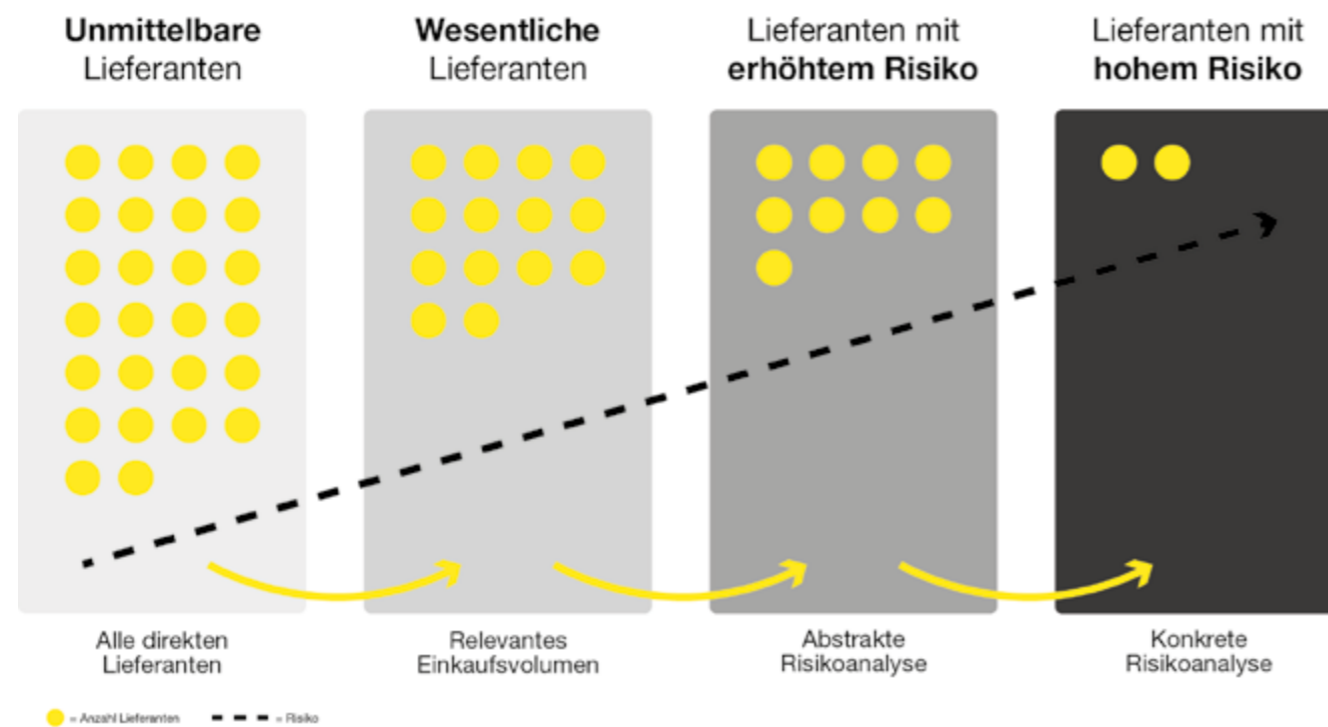 Unmittelbare
Lieferanten
Wesentliche
Lieferanten
Lieferanten mit
erhöhtem Risiko
Lieferanten mit
hohem Risiko
Alle direkten
Lieferanten
Relevantes
Einkaufsvolumen
Abstrakte
Risikoanalyse
Konkrete
Risikoanalyse
= Anzahl Lieferanten
= Risiko